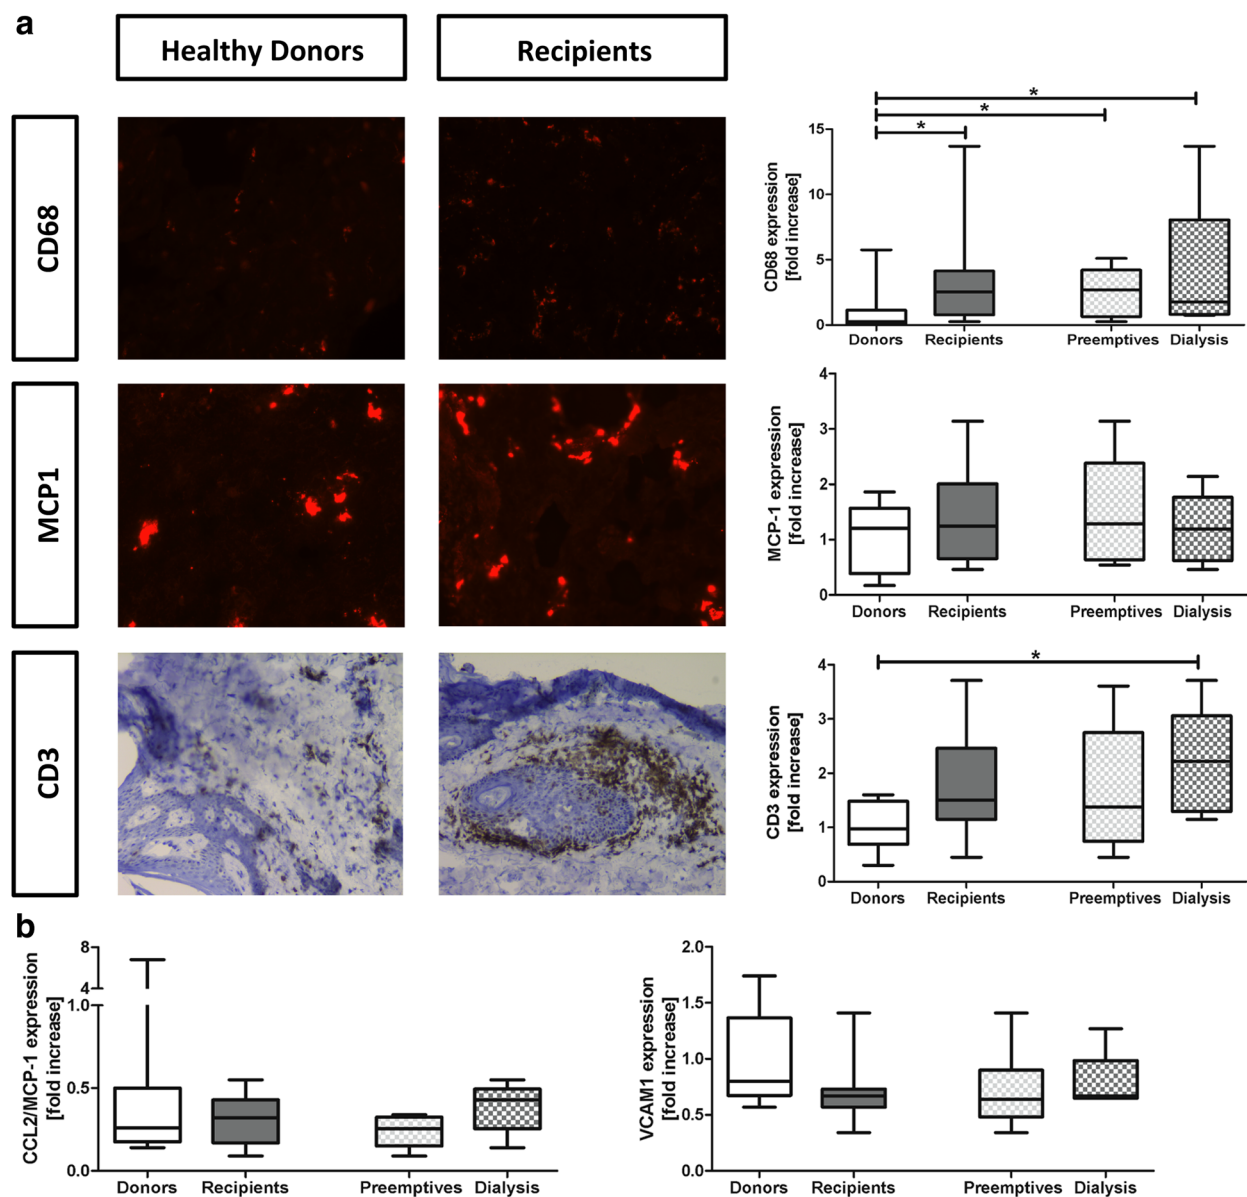 a
Healthy Donors
Recipients
CD68
CD68 expression
[fold increase]
15
10
5
0
*
*
*
Donors Recipients Preemptives Dialysis
MCP1
MCP-1 expression
[fold increase]
4
3
2
1
0
Donors Recipients Preemptives Dialysis
CD3
CD3 expression
[fold increase]
4
3
2
1
0
*
Donors Recipients Preemptives Dialysis
b
CCL2/MCP-1 expression
[fold increase]
8
4
1.0
0.5
0.0
Donors Recipients Preemptives Dialysis
VCAM1 expression
[fold increase]
2.0
1.5
1.0
0.5
0.0
Donors Recipients Preemptives Dialysis